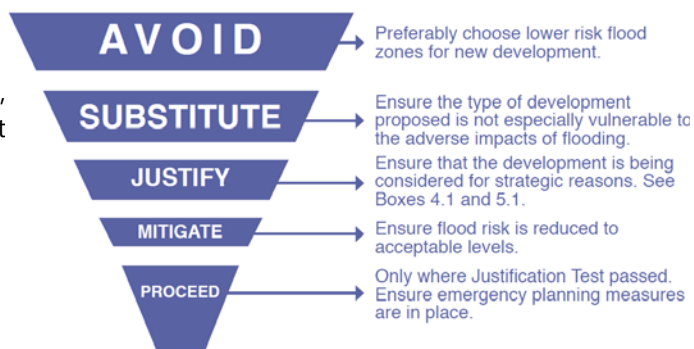 AVOID
Preferably choose lower risk flood
zones for new development.
,
t
SUBSTITUTE
Ensure the type of development
proposed is not especially vulnerable to
the adverse impacts of flooding.
JUSTIFY
Ensure that the development is being
considered for strategic reasons. See
Boxes 4.1 and 5.1.
MITIGATE
Ensure flood risk is reduced to
acceptable levels.
PROCEED
Only where Justification Test passed.
Ensure emergency planning measures
are in place.